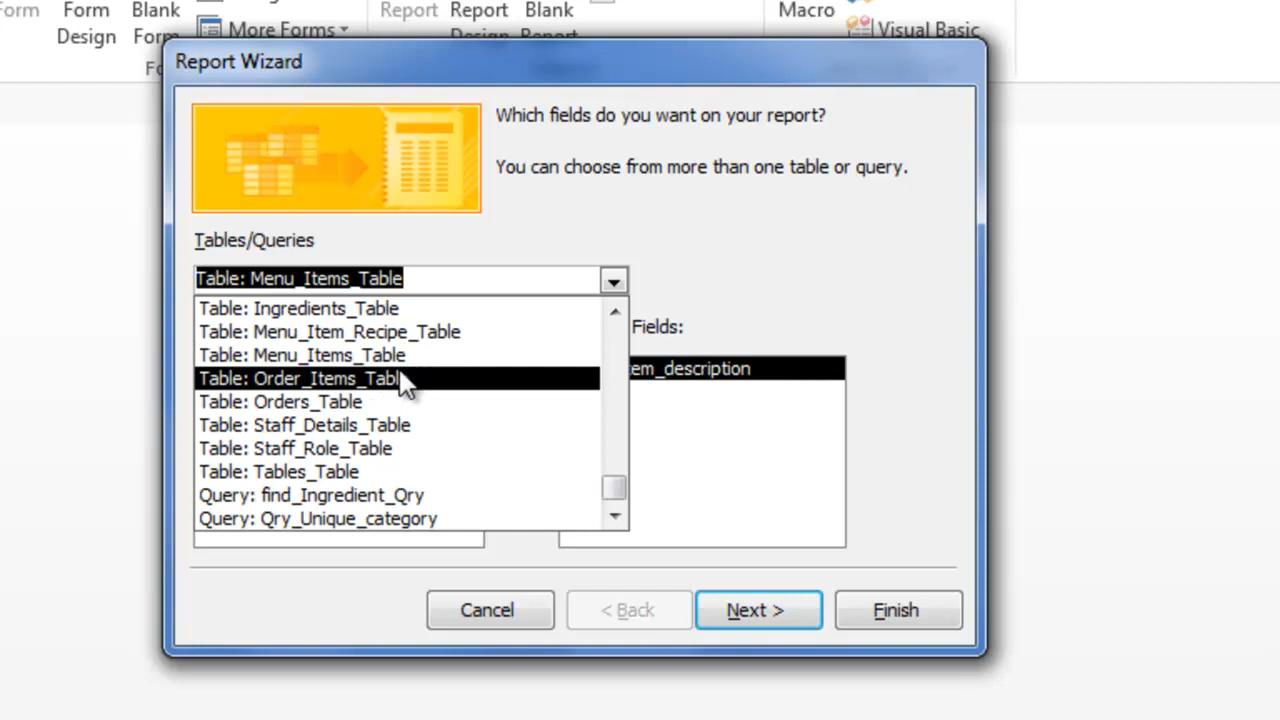 Form
Form
Blank
Report
Report
Blank
Macro
Design
Form
More Forms
Design
Report
Visual Basic
Report Wizard
Which fields do you want on your report?
You can choose from more than one table or query.
Tables/Queries
Table: Menu_Items_Table
Table: Ingredients_Table
Table: Menu_Item_Recipe_Table
Fields:
Table: Menu_Items_Table
Table: Order_Items_Table
em_description
Table: Orders_Table
Table: Staff_Details_Table
Table: Staff_Role_Table
Table: Tables_Table
Query: find_Ingredient_Qry
Query: Qry_Unique_category
Cancel
< Back
Next >
Finish